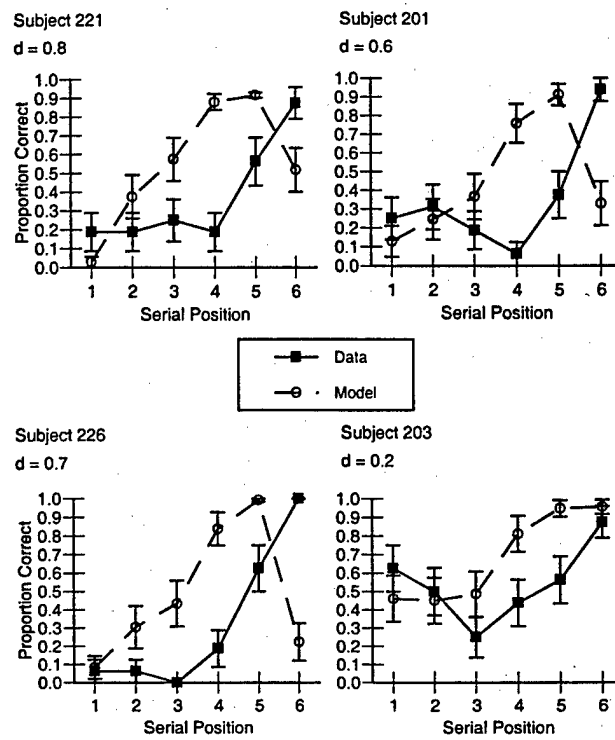 Subject 221
d = 0.8
Proportion Correct
1.0
0.9
0.8
0.7
0.6
0.5
0.4
0.3
0.2
0.1
0.0
1 2 3 4 5 6
Serial Position
Subject 201
d = 0.6
1.0
0.9
0.8
0.7
0.6
0.5
0.4
0.3
0.2
0.1
0.0
1 2 3 4 5 6
Serial Position
Data
Model
Subject 226
d = 0.7
Proportion Correct
1.0
0.9
0.8
0.7
0.6
0.5
0.4
0.3
0.2
0.1
0.0
1 2 3 4 5 6
Serial Position
Subject 203
d = 0.2
1.0
0.9
0.8
0.7
0.6
0.5
0.4
0.3
0.2
0.1
0.0
1 2 3 4 5 6
Serial Position